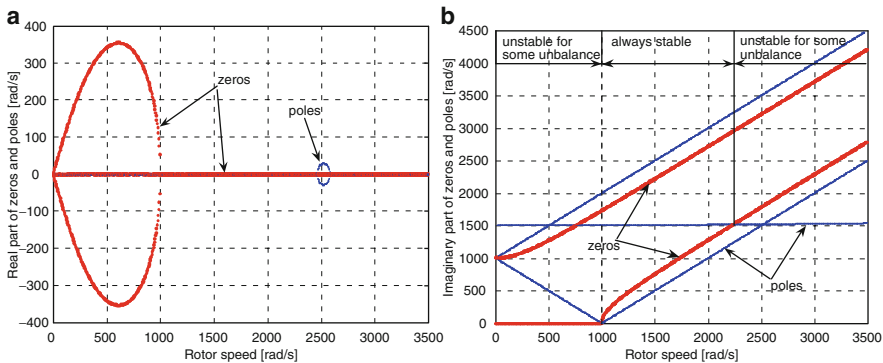 a
Real part of zeros and poles [rad/s]
400
300
200
100
0
−100
−200
−300
−400
zeros
poles
0
500
1000
1500
2000
2500
3000
3500
Rotor speed [rad/s]
b
Imaginary part of zeros and poles [rad/s]
4500
4000
3500
3000
2500
2000
1500
1000
500
0
unstable for
some unbalance
always stable
unstable for some
unbalance
zeros
poles
0
500
1000
1500
2000
2500
3000
3500
Rotor speed [rad/s]